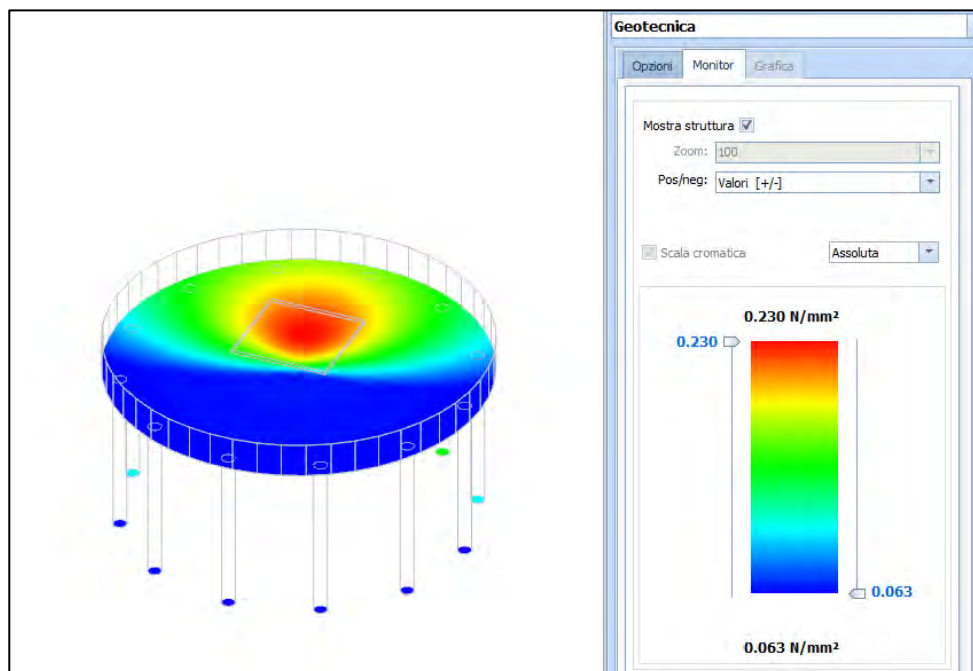 Geotecnica
Opzioni Monitor Grafica
Mostra struttura
Zoom: 100
Pos/neg: Valori [+/-]
Scala cromatica Assoluta
0.230 N/mm²
0.230
0.063
0.063 N/mm²